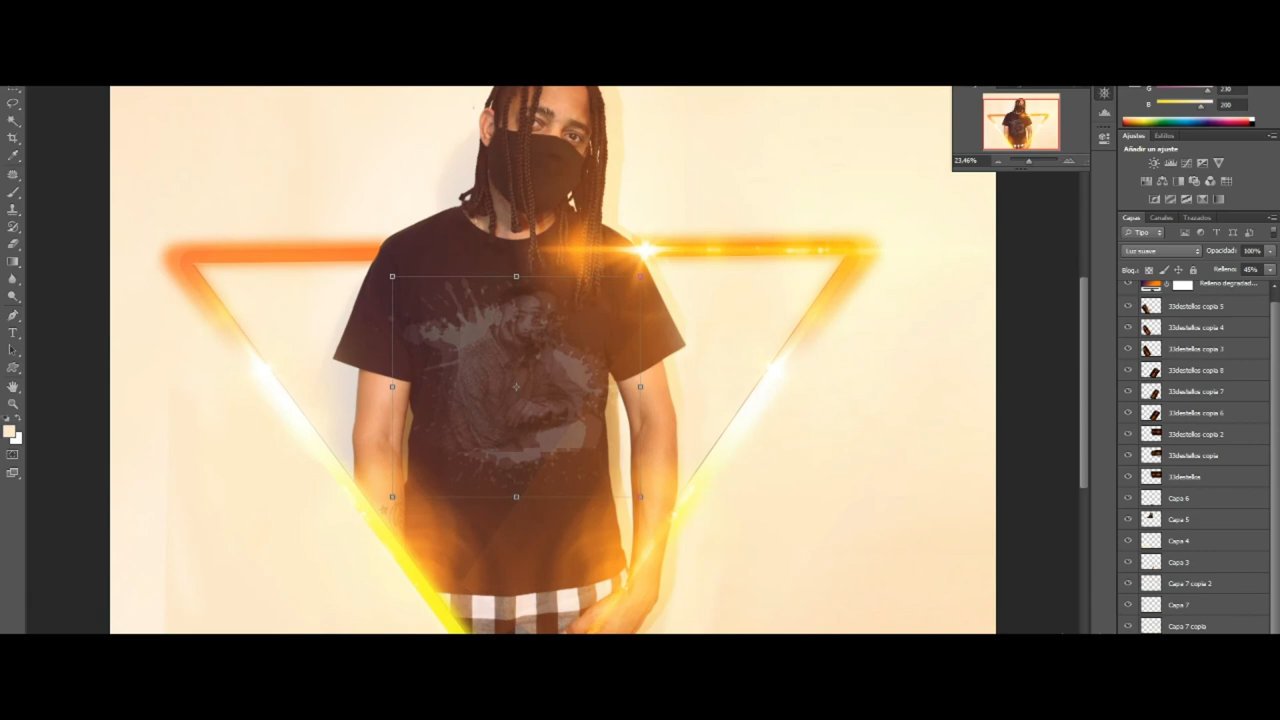 G 230
B 200
23,46%
Ajustes Estilos
Añadir un ajuste
Capas Canales Trazados
Tipo
Luz suave Opacidad: 100%
Bloq.: Relleno: 45%
Relleno degradad...
33destellos copia 5
33destellos copia 4
33destellos copia 3
33destellos copia 8
33destellos copia 7
33destellos copia 6
33destellos copia 2
33destellos copia
33destellos
Capa 6
Capa 5
Capa 4
Capa 3
Capa 7 copia 2
Capa 7
Capa 7 copia